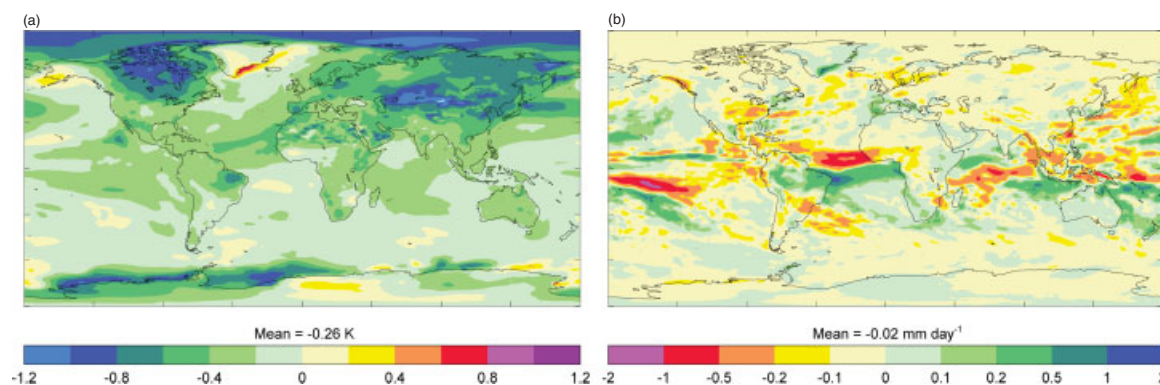 (a)
(b)
Mean = -0.26 K
Mean = -0.02 mm day-1
-1.2 -0.8 -0.4 0 0.4 0.8 1.2
-2 -1 -0.5 -0.2 -0.1 0 0.1 0.2 0.5 1